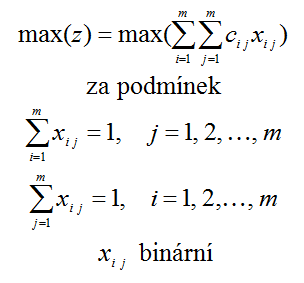 max(z) = max(∑_{i=1}^{m} ∑_{j=1}^{m} c_{ij} x_{ij})
za podmínek
∑_{i=1}^{m} x_{ij} = 1, j = 1, 2, …, m
∑_{j=1}^{m} x_{ij} = 1, i = 1, 2,…, m
x_{ij} binární